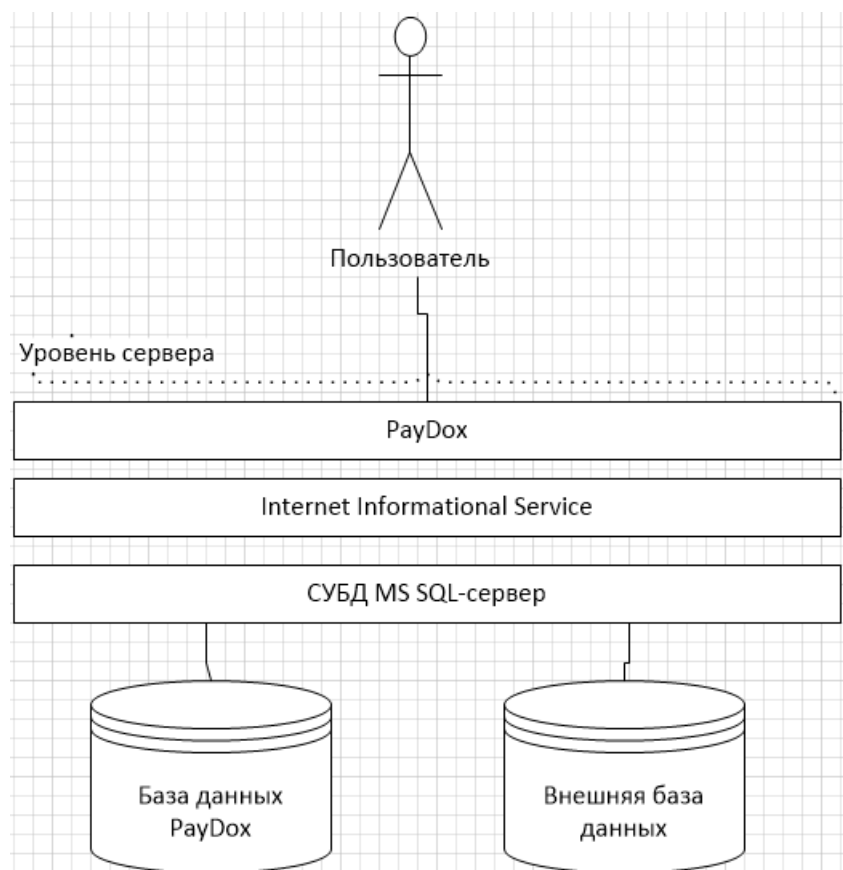 Пользователь
Уровень сервера
PayDox
Internet Informational Service
СУБД MS SQL-сервер
База данных
PayDox
Внешняя база
данных